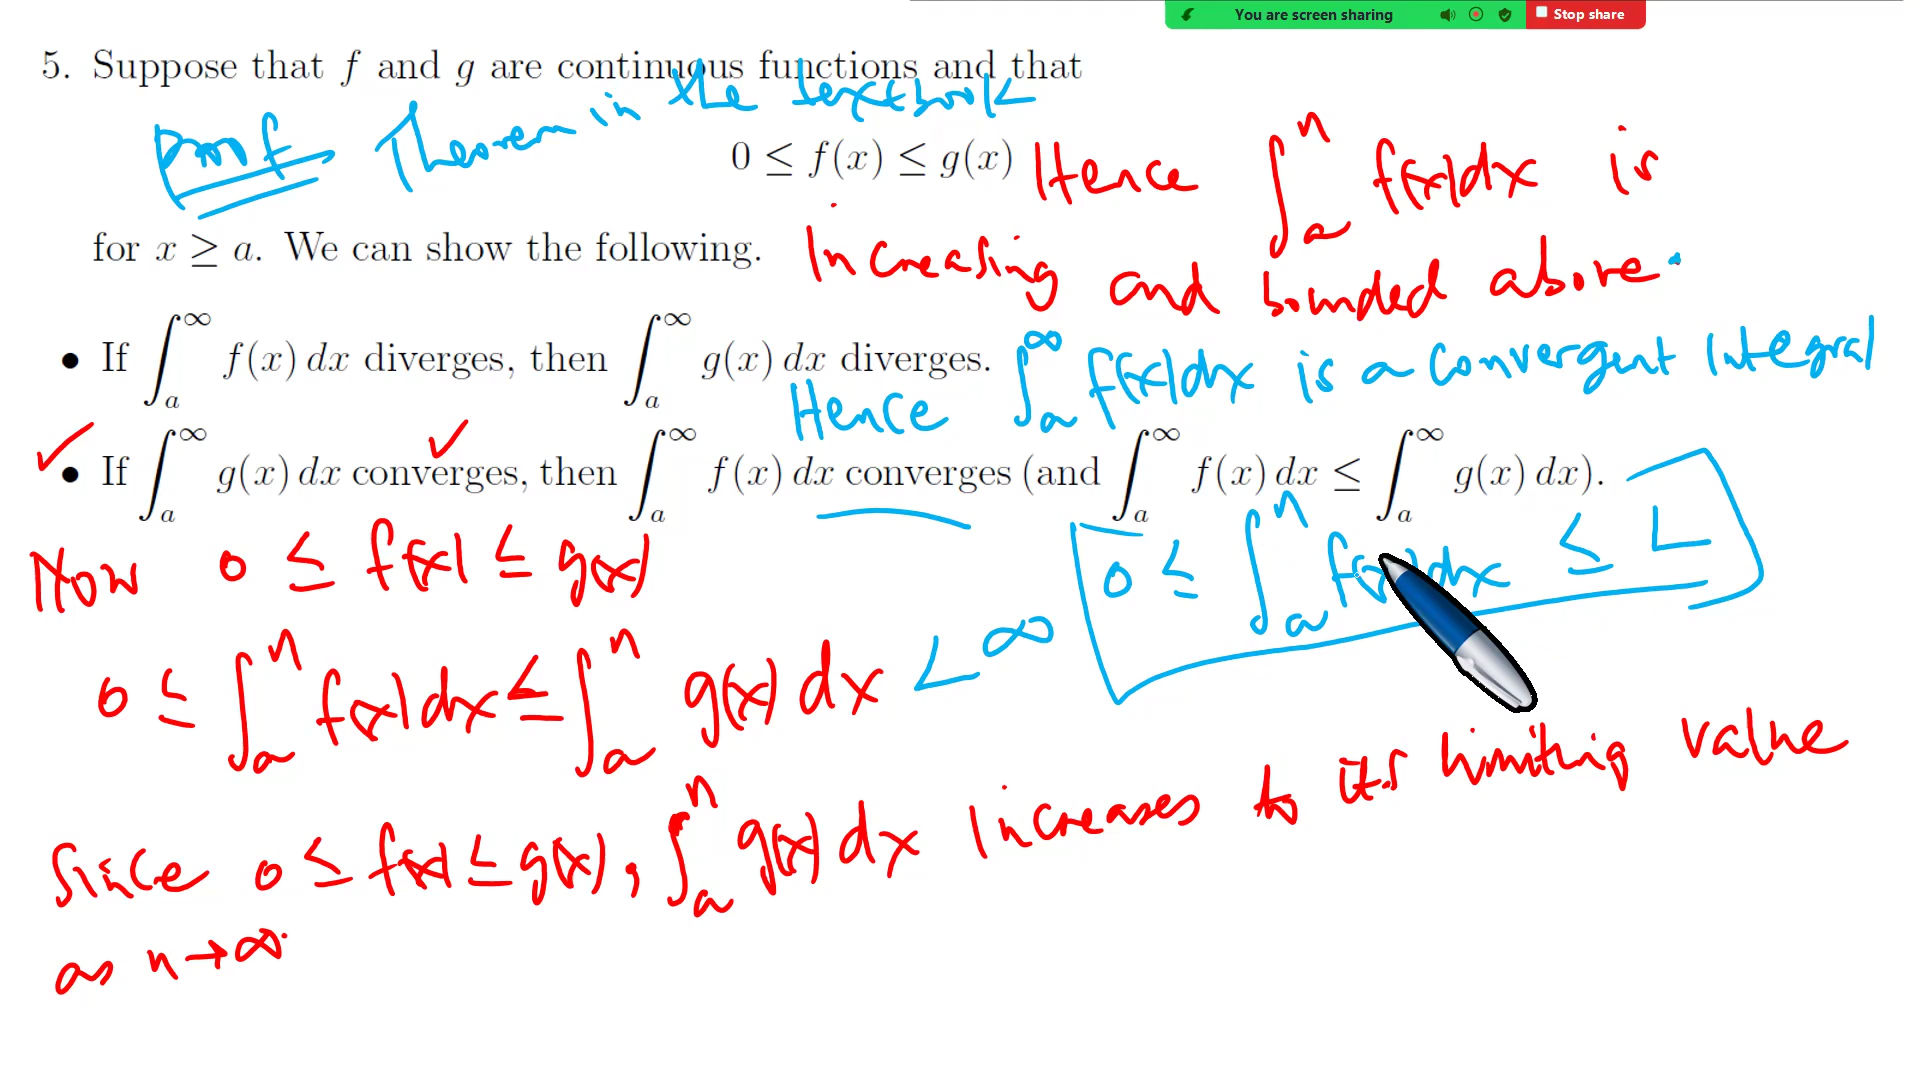 You are screen sharing Stop share
5. Suppose that f and g are continuous functions and that
Proof Theorem in the textbook
0 ≤ f(x) ≤ g(x)
Hence ∫_a^n f(x)dx is
increasing and bounded above.
for x ≥ a. We can show the following.
• If ∫_a^∞ f(x) dx diverges, then ∫_a^∞ g(x) dx diverges.
Hence ∫_a^∞ f(x)dx is a convergent integral
✓ • If ∫_a^∞ g(x) dx converges, then ∫_a^∞ f(x) dx converges (and ∫_a^∞ f(x) dx ≤ ∫_a^∞ g(x) dx).
✓
Now 0 ≤ f(x) ≤ g(x)
0 ≤ ∫_a^n f(x)dx ≤ L
0 ≤ ∫_a^n f(x)dx ≤ ∫_a^n g(x) dx < ∞
Since 0 ≤ f(x) ≤ g(x), ∫_a^n g(x) dx increases to its limiting value
as n → ∞.